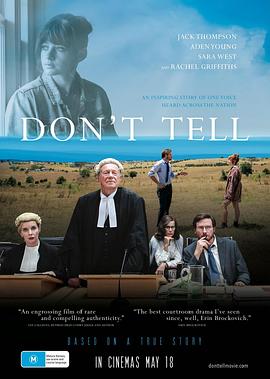 JACK THOMPSON
ADEN YOUNG
SARA WEST
AND RACHEL GRIFFITHS
AN INSPIRING STORY OF ONE VOICE
HEARD ACROSS THE NATION
DON'T TELL
"An engrossing film of rare
and compelling authenticity."
"The best courtroom drama I've seen
since, well, Erin Brockovich."
BASED ON A TRUE STORY
M
IN CINEMAS MAY 18
donttellmovie.com